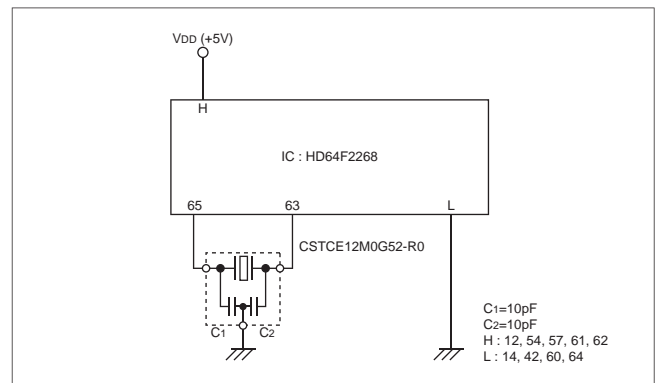 VDD (+5V)
H
IC : HD64F2268
65 63 L
CSTCE12M0G52-R0
C1 C2
C1=10pF
C2=10pF
H : 12, 54, 57, 61, 62
L : 14, 42, 60, 64